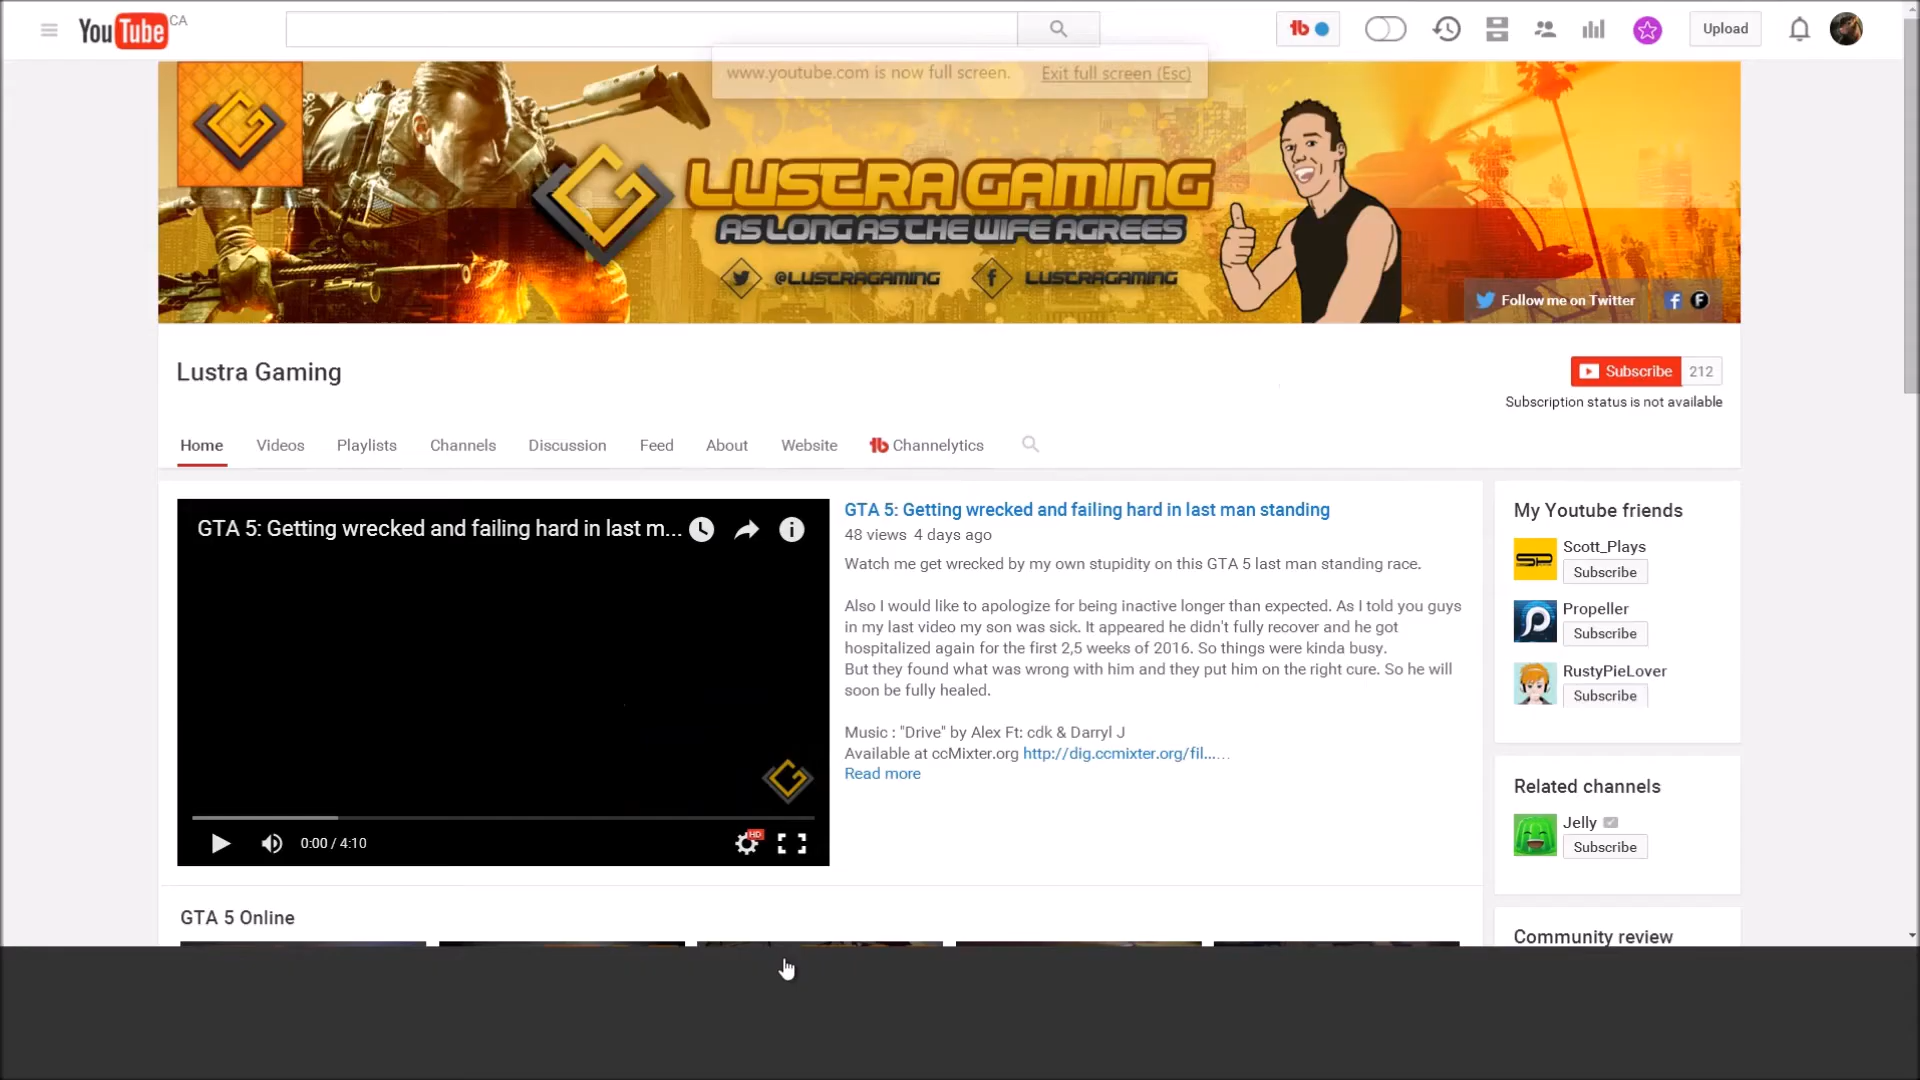 YouTube CA
tb
Upload
www.youtube.com is now full screen. Exit full screen (Esc)
LUSTRA GAMING
AS LONG AS THE WIFE AGREES
@LUSTRAGAMING LUSTRAGAMING
Follow me on Twitter
Lustra Gaming
Subscribe 212
Subscription status is not available
Home Videos Playlists Channels Discussion Feed About Website tb Channelytics
GTA 5: Getting wrecked and failing hard in last m...
HD
0:00 / 4:10
GTA 5: Getting wrecked and failing hard in last man standing
48 views 4 days ago
Watch me get wrecked by my own stupidity on this GTA 5 last man standing race.
Also I would like to apologize for being inactive longer than expected. As I told you guys
in my last video my son was sick. It appeared he didn't fully recover and he got
hospitalized again for the first 2,5 weeks of 2016. So things were kinda busy.
But they found what was wrong with him and they put him on the right cure. So he will
soon be fully healed.
Music : "Drive" by Alex Ft: cdk & Darryl J
Available at ccMixter.org http://dig.ccmixter.org/fil......
Read more
My Youtube friends
SP
Scott_Plays
Subscribe
Propeller
Subscribe
RustyPieLover
Subscribe
Related channels
Jelly
Subscribe
GTA 5 Online
Community review